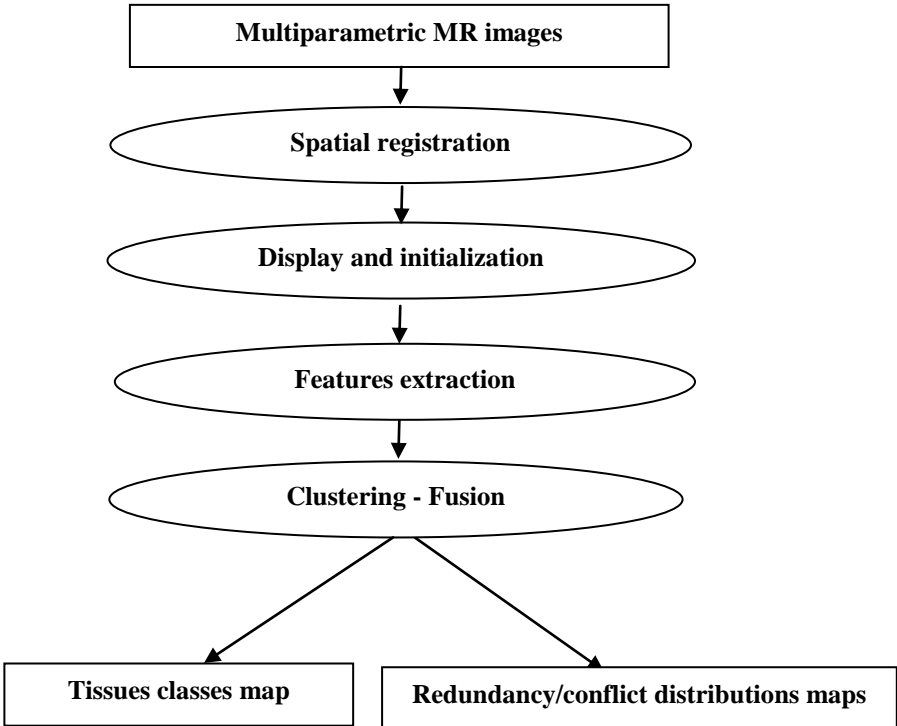 Multiparametric MR images
Spatial registration
Display and initialization
Features extraction
Clustering - Fusion
Tissues classes map
Redundancy/conflict distributions maps